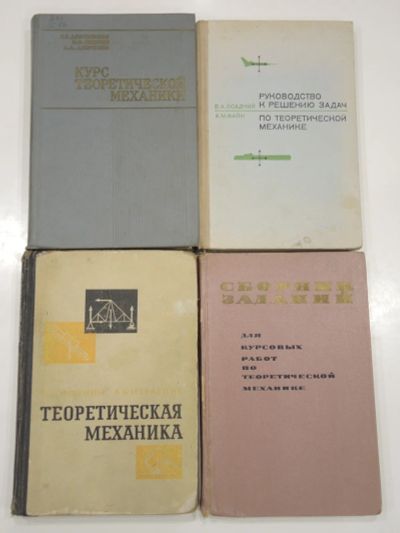 КУРС
ТЕОРЕТИЧЕСКОЙ
МЕХАНИКИ
РУКОВОДСТВО
К РЕШЕНИЮ ЗАДАЧ
ПО ТЕОРЕТИЧЕСКОЙ
МЕХАНИКЕ
ТЕОРЕТИЧЕСКАЯ
МЕХАНИКА
СБОРНИК
ЗАДАНИЙ
ДЛЯ
КУРСОВЫХ
РАБОТ
ПО
ТЕОРЕТИЧЕСКОЙ
МЕХАНИКЕ